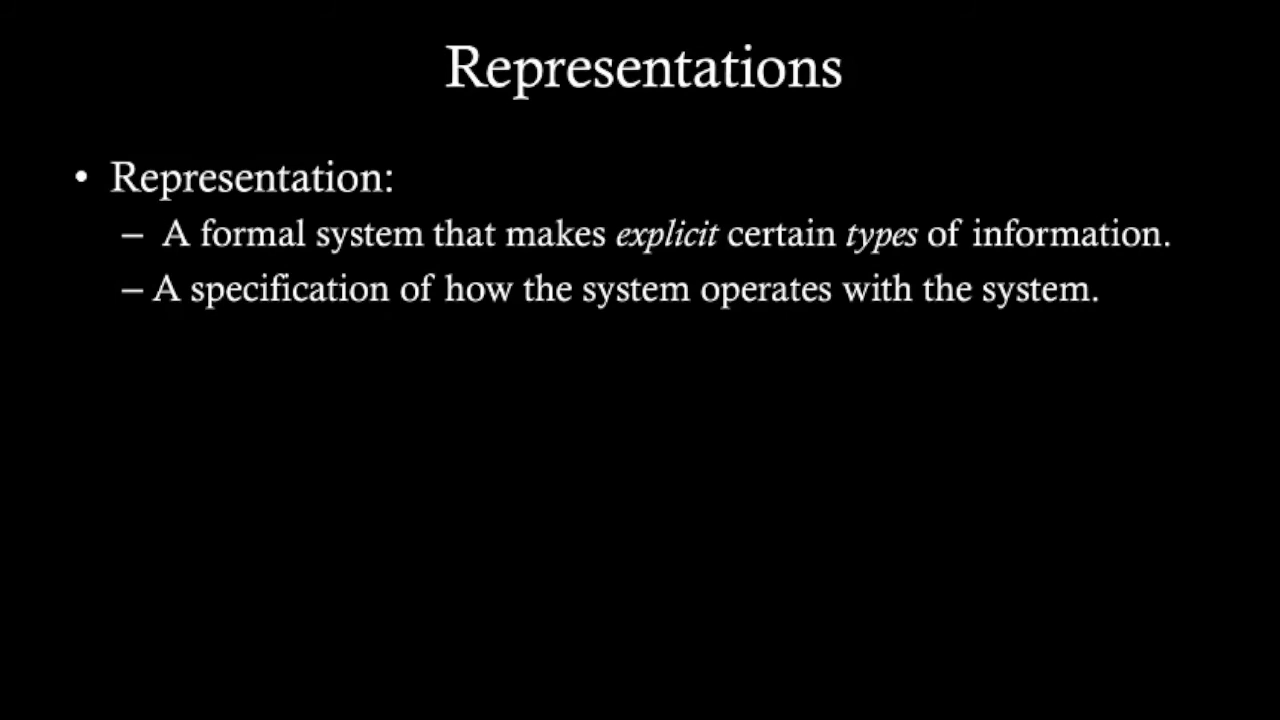 Representations
• Representation:
– A formal system that makes explicit certain types of information.
– A specification of how the system operates with the system.